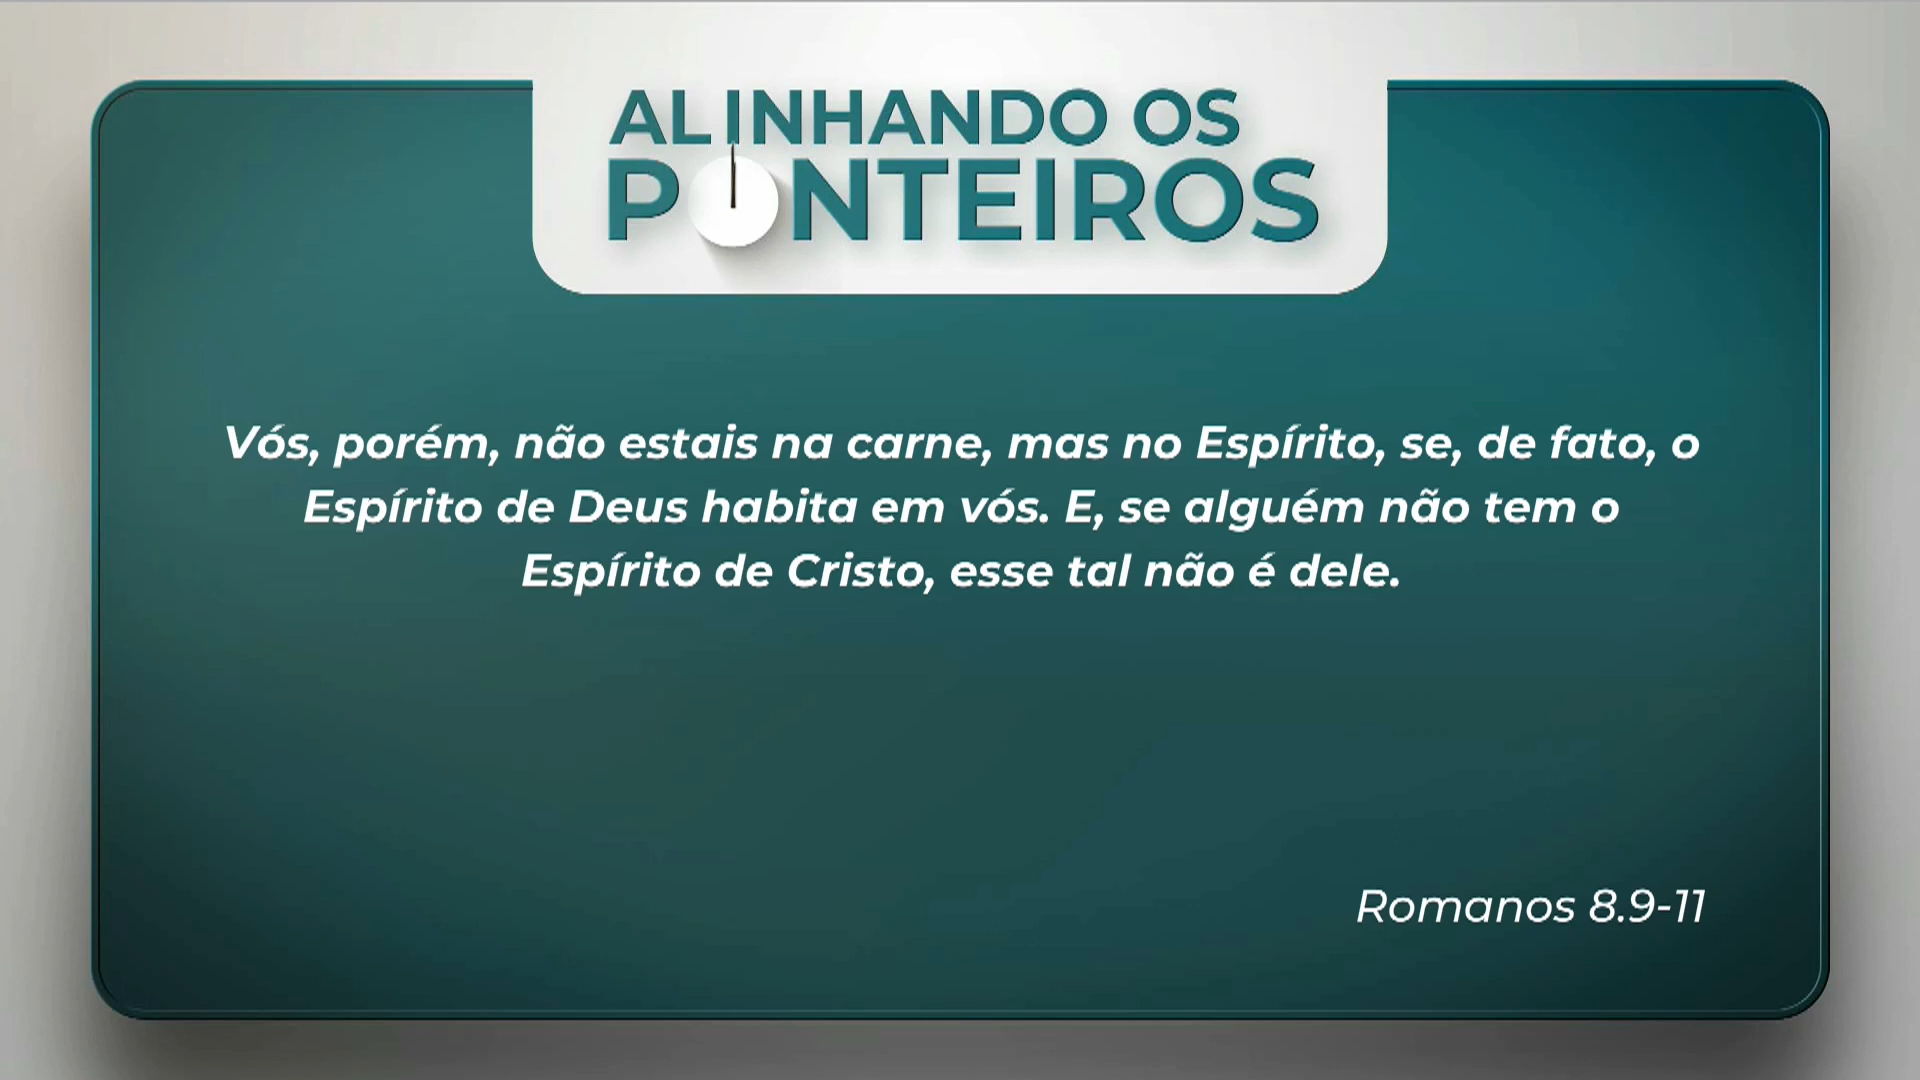 ALINHANDO OS
PONTEIROS
Vós, porém, não estais na carne, mas no Espírito, se, de fato, o
Espírito de Deus habita em vós. E, se alguém não tem o
Espírito de Cristo, esse tal não é dele.
Romanos 8.9-11